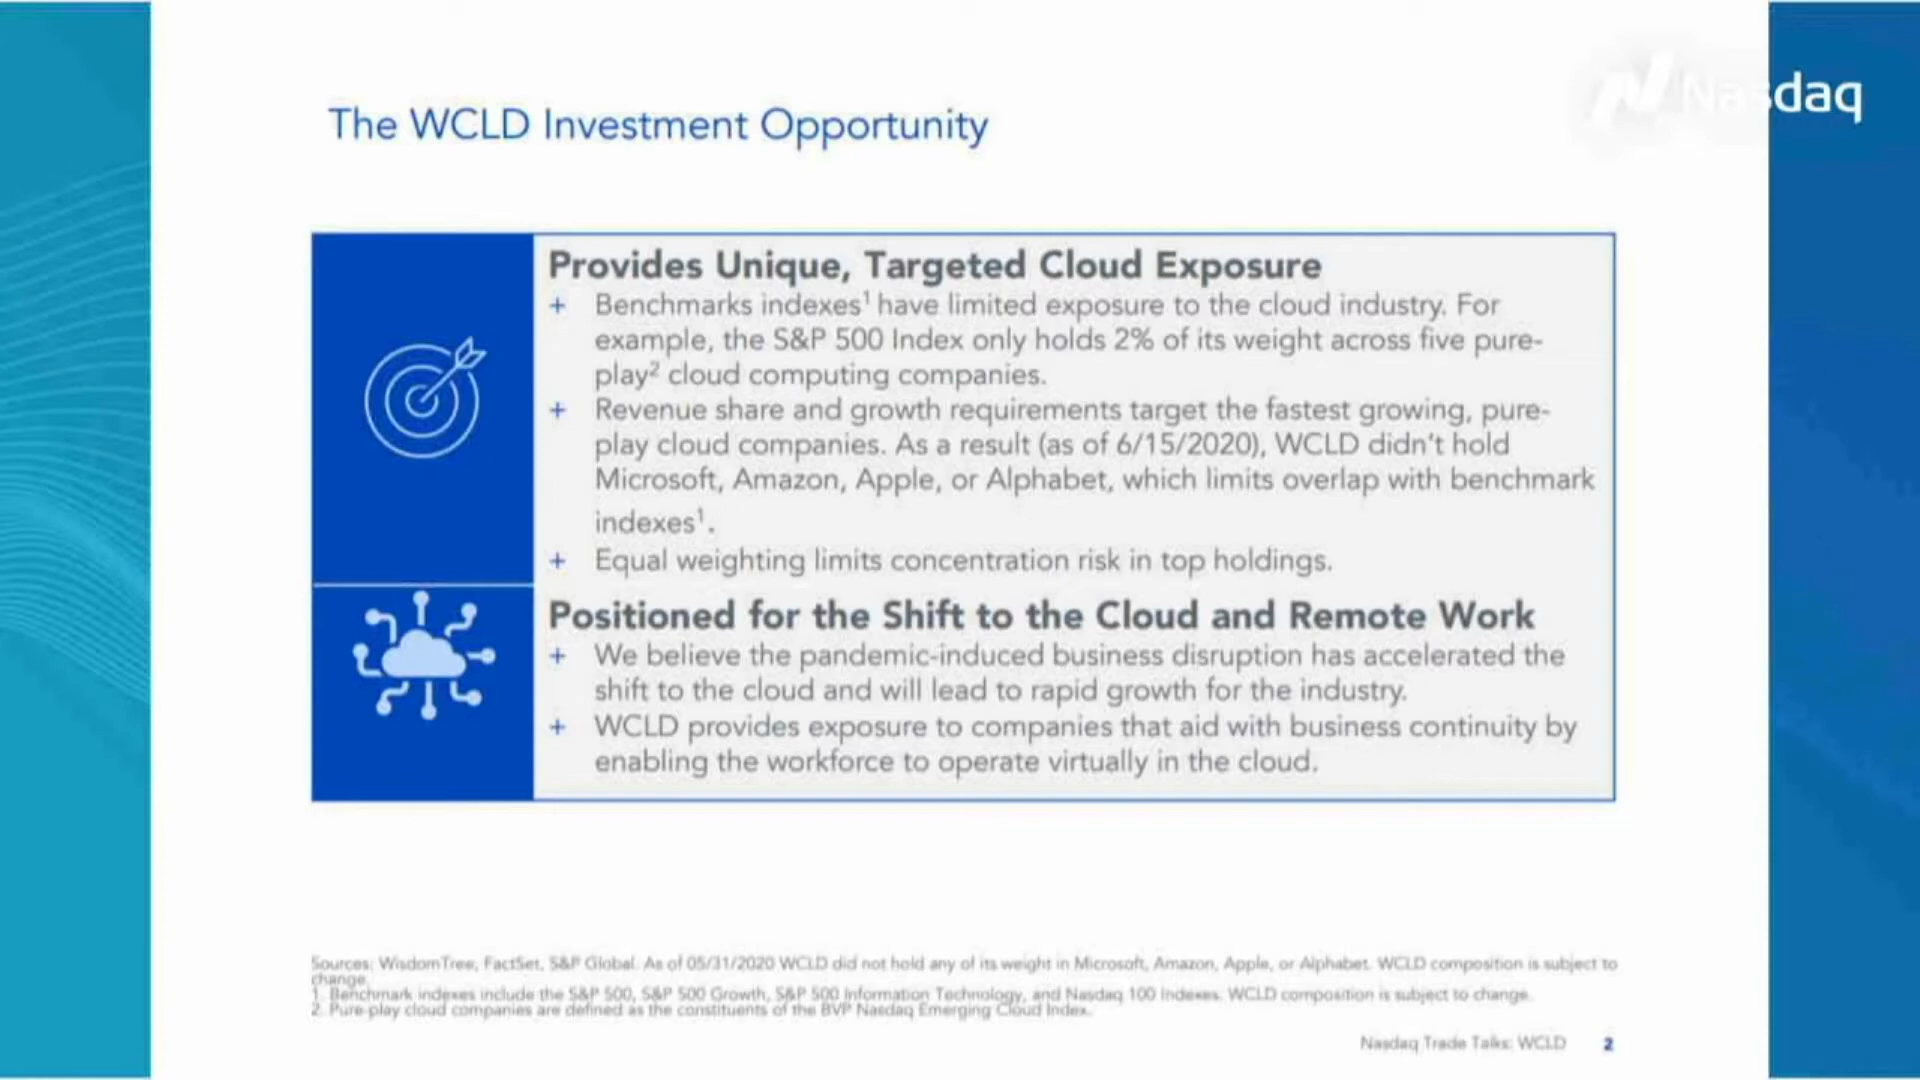 Nasdaq
The WCLD Investment Opportunity
Provides Unique, Targeted Cloud Exposure
+ Benchmarks indexes¹ have limited exposure to the cloud industry. For
example, the S&P 500 Index only holds 2% of its weight across five pure-
play² cloud computing companies.
+ Revenue share and growth requirements target the fastest growing, pure-
play cloud companies. As a result (as of 6/15/2020), WCLD didn't hold
Microsoft, Amazon, Apple, or Alphabet, which limits overlap with benchmark
indexes¹.
+ Equal weighting limits concentration risk in top holdings.
Positioned for the Shift to the Cloud and Remote Work
+ We believe the pandemic-induced business disruption has accelerated the
shift to the cloud and will lead to rapid growth for the industry.
+ WCLD provides exposure to companies that aid with business continuity by
enabling the workforce to operate virtually in the cloud.
Sources: WisdomTree, FactSet, S&P Global. As of 05/31/2020 WCLD did not hold any of its weight in Microsoft, Amazon, Apple, or Alphabet. WCLD composition is subject to
change.
1. Benchmark indexes include the S&P 500, S&P 500 Growth, S&P 500 Information Technology, and Nasdaq 100 Indexes. WCLD composition is subject to change.
2. Pure-play cloud companies are defined as the constituents of the BVP Nasdaq Emerging Cloud Index.
Nasdaq Trade Talks: WCLD 2